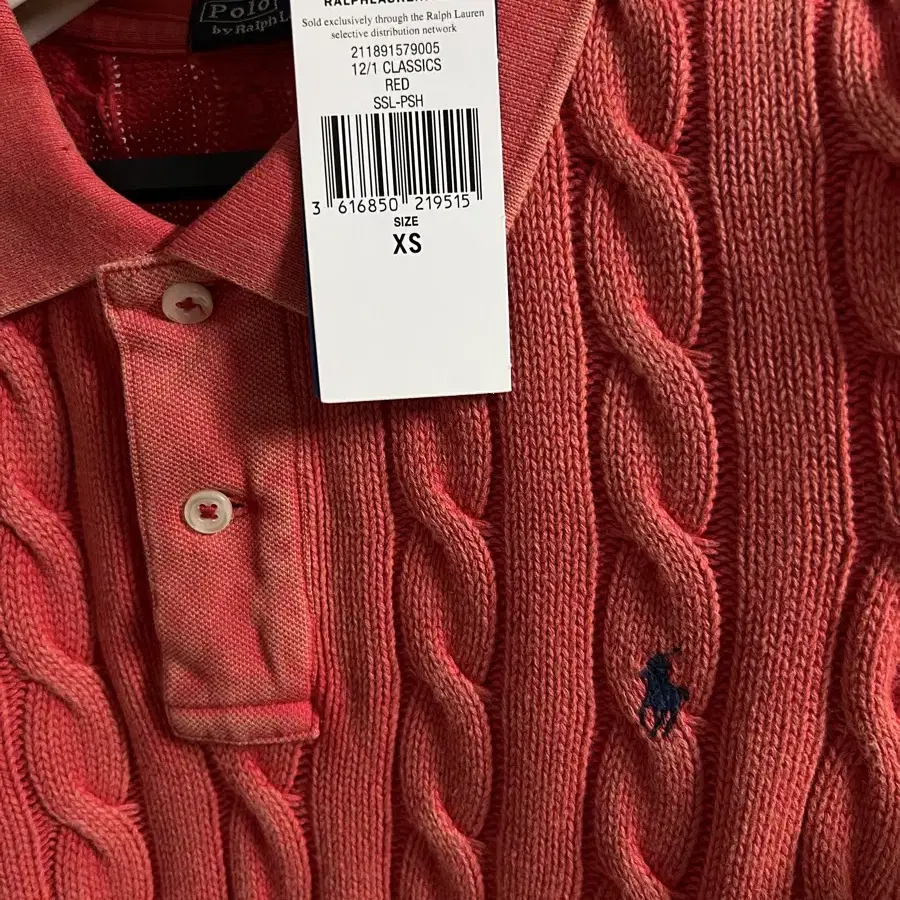 Polo
by Ralph
Sold exclusively through the Ralph Lauren
selective distribution network
211891579005
12/1 CLASSICS
RED
SSL-PSH
3 616850 219515
SIZE
XS